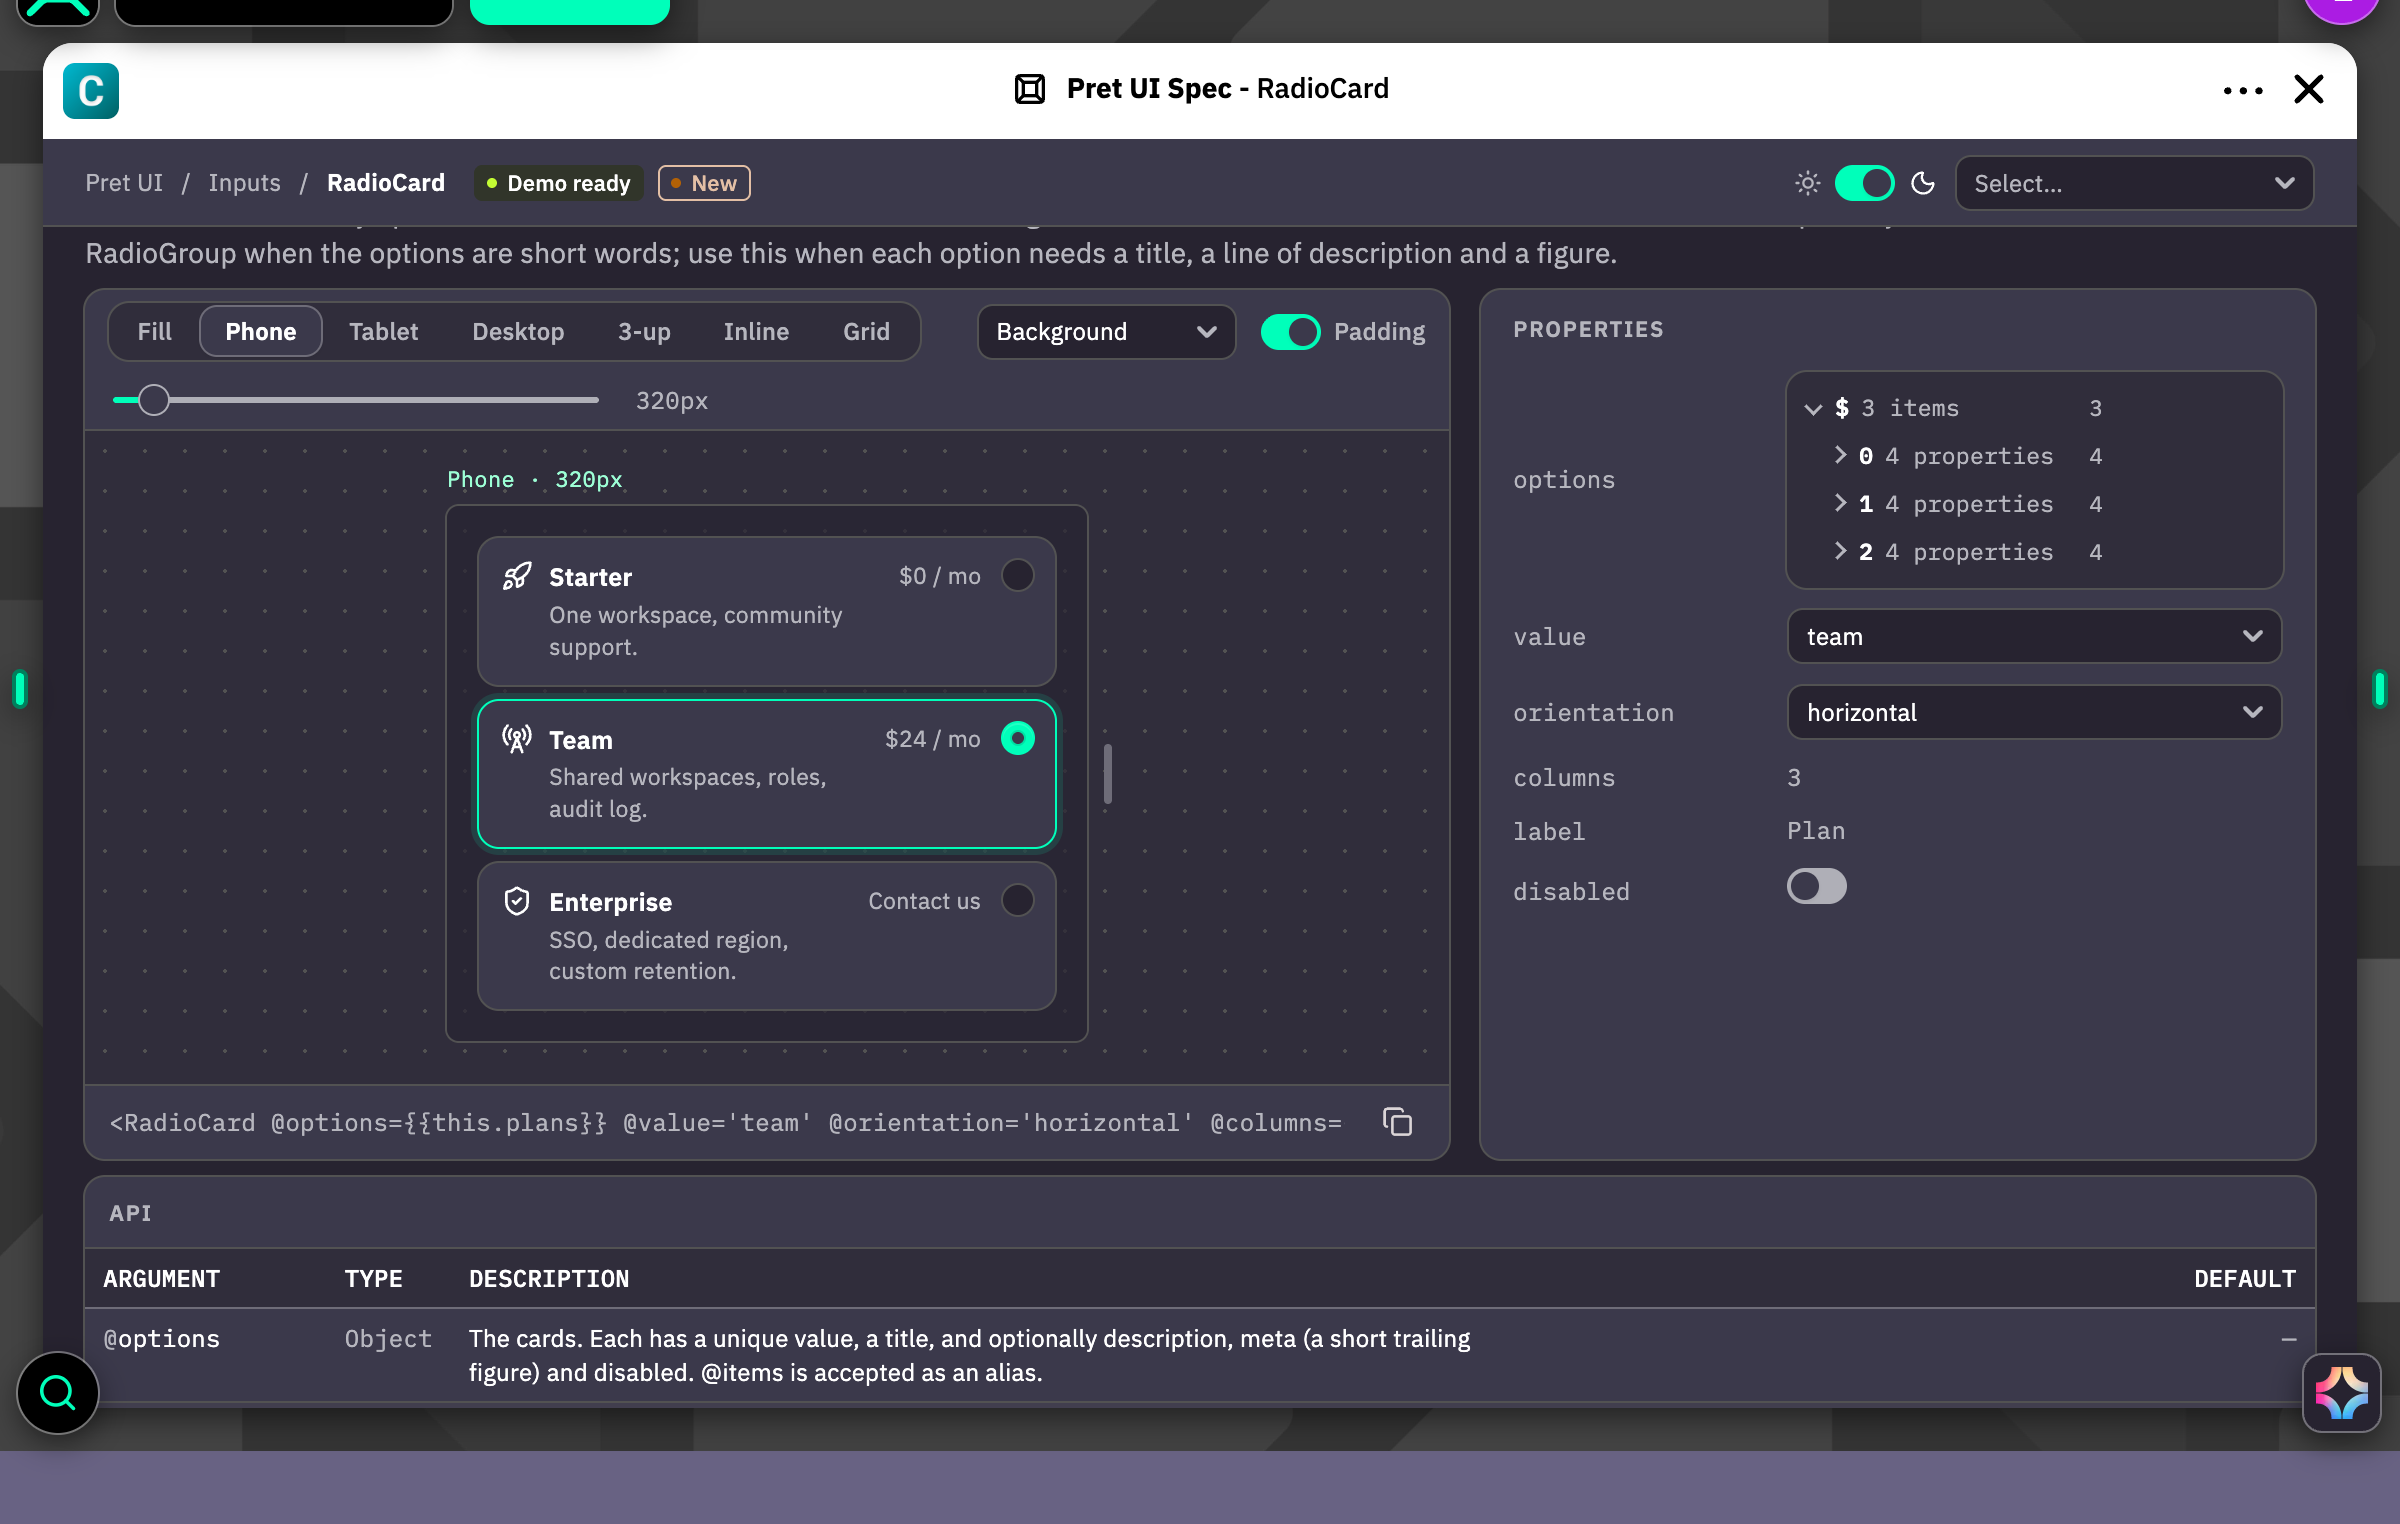 C
Pret UI Spec - RadioCard
Pret UI / Inputs / RadioCard
Demo ready
New
Select...
RadioGroup when the options are short words; use this when each option needs a title, a line of description and a figure.
Fill Phone Tablet Desktop 3-up Inline Grid
Background
Padding
320px
Phone · 320px
Starter $0 / mo
One workspace, community
support.
Team $24 / mo
Shared workspaces, roles,
audit log.
Enterprise Contact us
SSO, dedicated region,
custom retention.
<RadioCard @options={{this.plans}} @value='team' @orientation='horizontal' @columns=
PROPERTIES
options
$ 3 items 3
0 4 properties 4
1 4 properties 4
2 4 properties 4
value team
orientation horizontal
columns 3
label Plan
disabled
API
ARGUMENT TYPE DESCRIPTION DEFAULT
@options Object The cards. Each has a unique value, a title, and optionally description, meta (a short trailing —
figure) and disabled. @items is accepted as an alias.